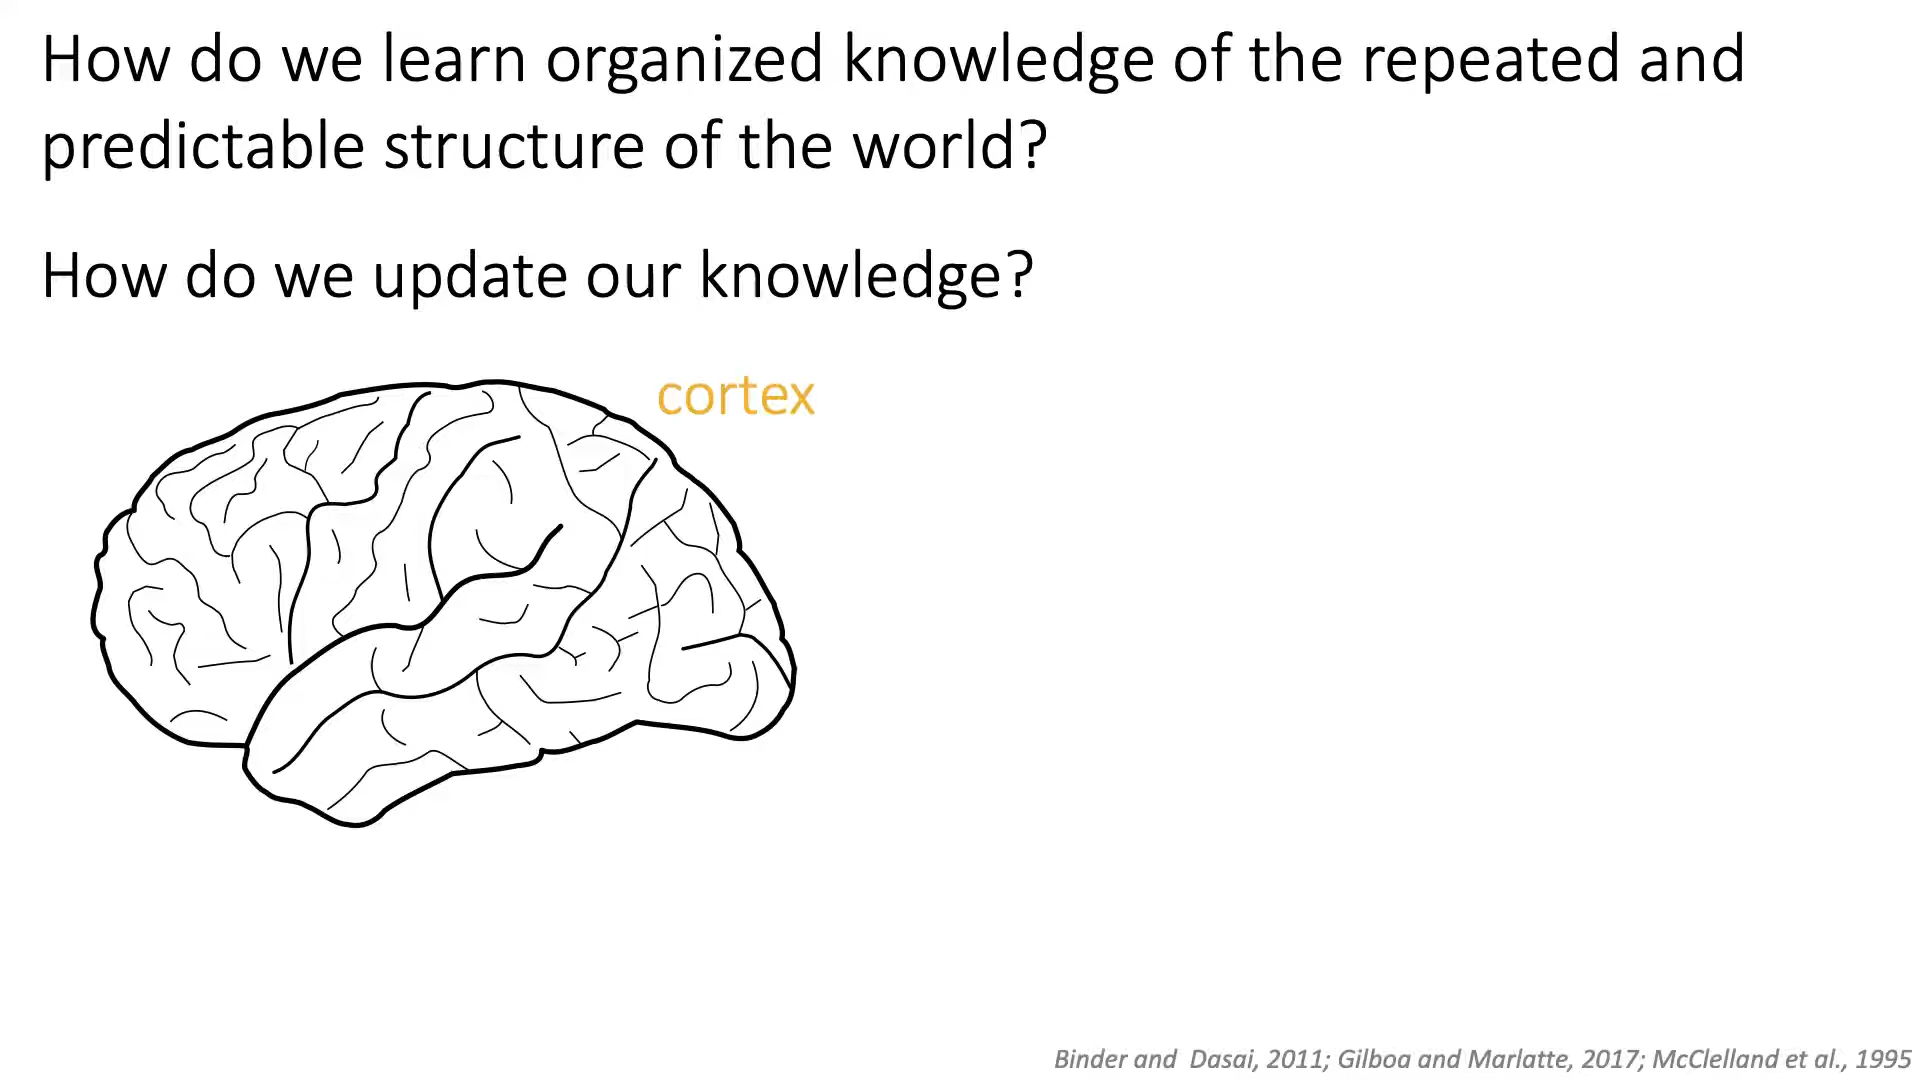 How do we learn organized knowledge of the repeated and
predictable structure of the world?
How do we update our knowledge?
cortex
Binder and Dasai, 2011; Gilboa and Marlatte, 2017; McClelland et al., 1995